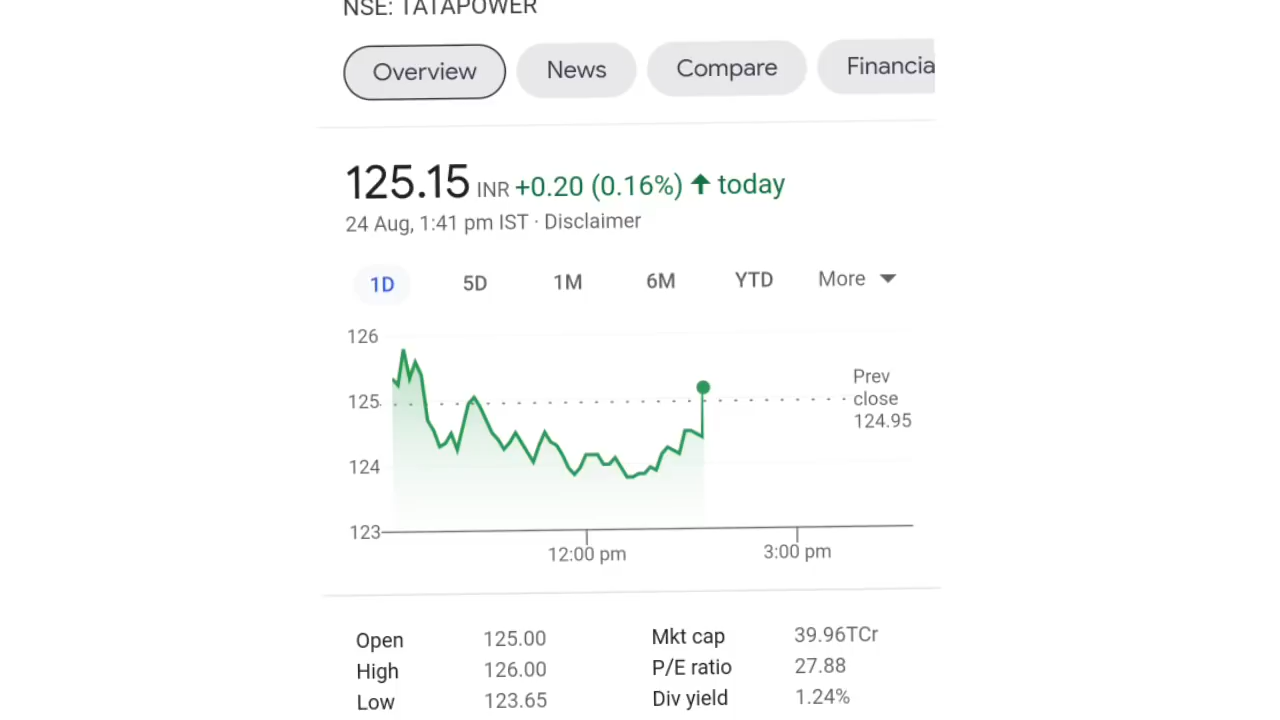 NSE: TATAPOWER
Overview News Compare Financia
125.15 INR +0.20 (0.16%) ↑ today
24 Aug, 1:41 pm IST · Disclaimer
1D 5D 1M 6M YTD More
126
125
124
123
Prev
close
124.95
12:00 pm 3:00 pm
Open 125.00 Mkt cap 39.96TCr
High 126.00 P/E ratio 27.88
Low 123.65 Div yield 1.24%